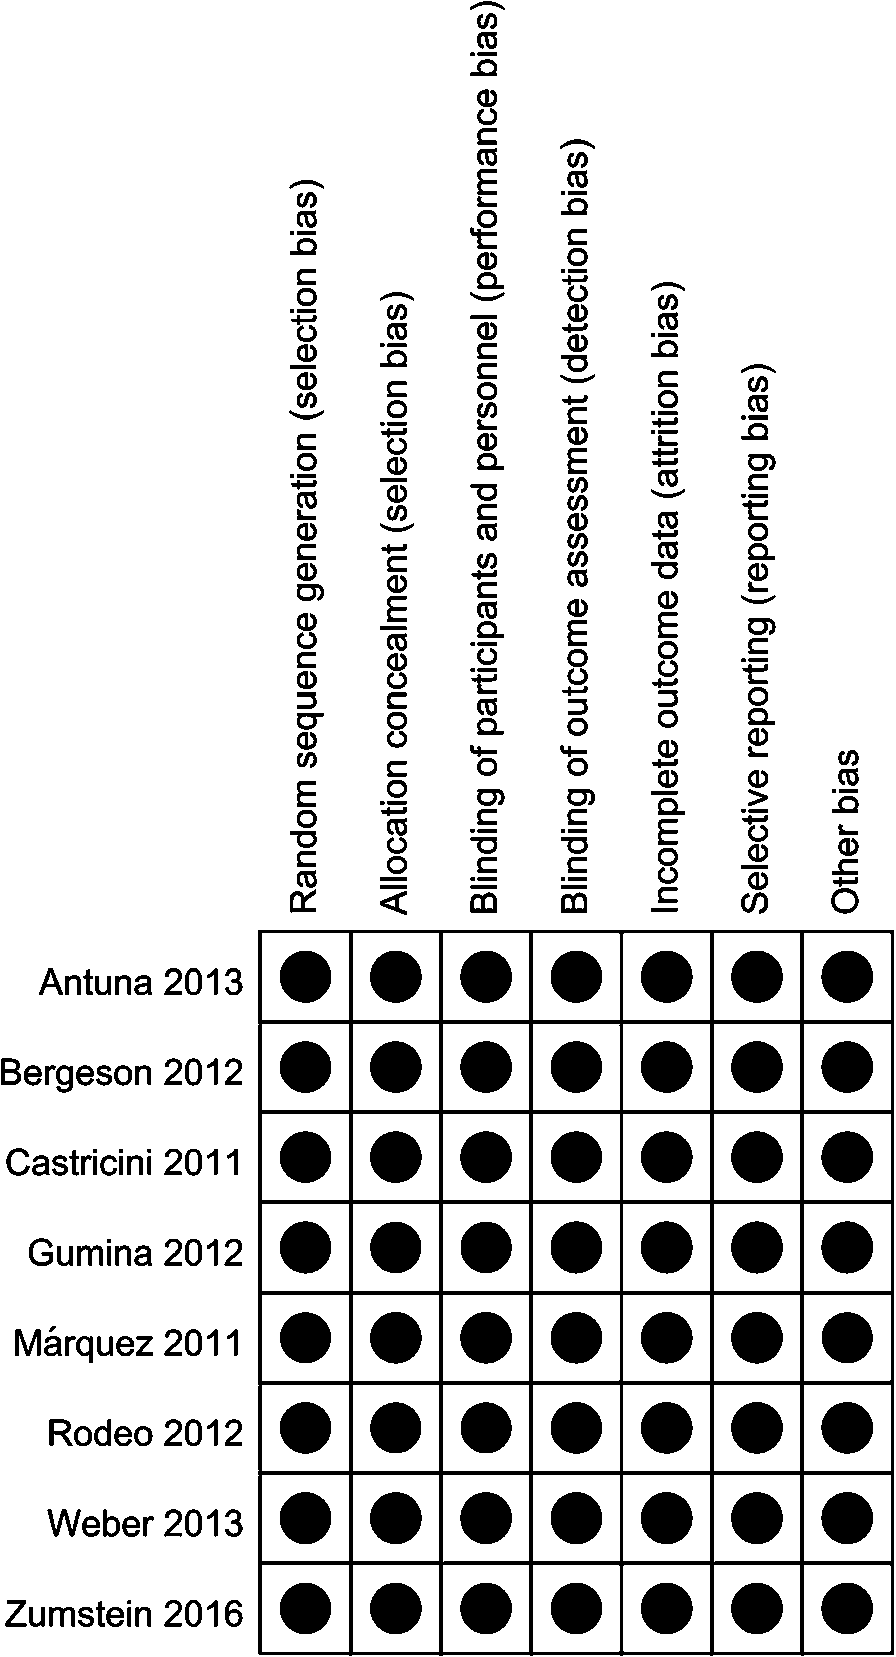 Random sequence generation (selection bias)
Allocation concealment (selection bias)
Blinding of participants and personnel (performance bias)
Blinding of outcome assessment (detection bias)
Incomplete outcome data (attrition bias)
Selective reporting (reporting bias)
Other bias
Antuna 2013
Bergeson 2012
Castricini 2011
Gumina 2012
Márquez 2011
Rodeo 2012
Weber 2013
Zumstein 2016